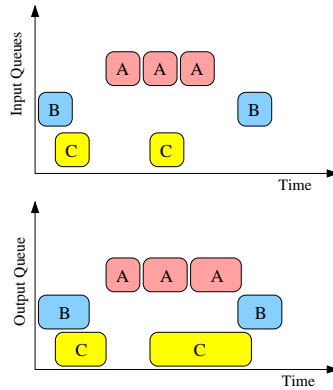 Input Queues
A A A
B B
C C
Time
Output Queue
A A A
B B
C C
Time